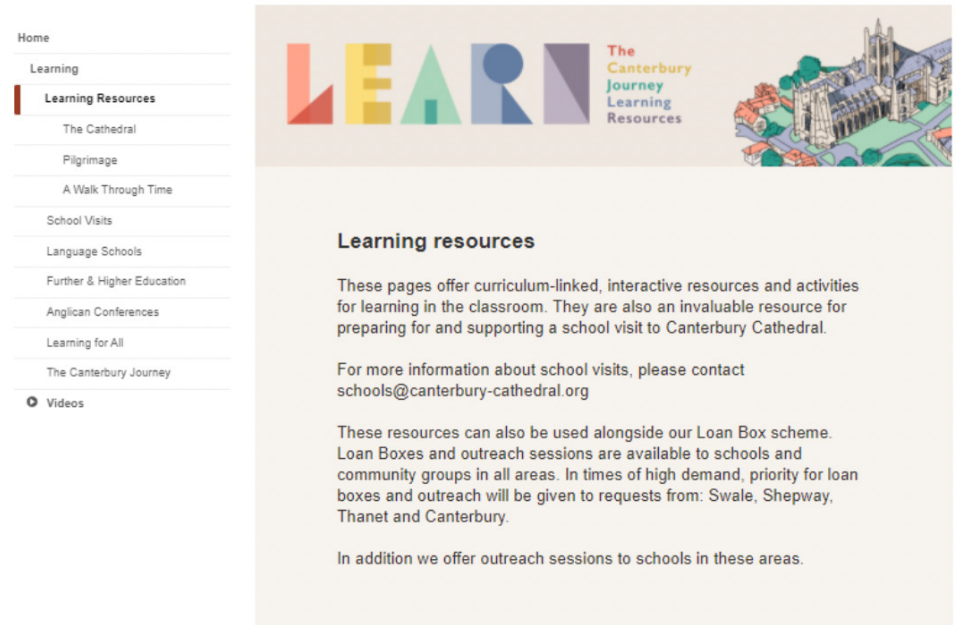 Home
Learning
Learning Resources
The Cathedral
Pilgrimage
A Walk Through Time
School Visits
Language Schools
Further & Higher Education
Anglican Conferences
Learning for All
The Canterbury Journey
Videos
LEARN
The
Canterbury
Journey
Learning
Resources
Learning resources
These pages offer curriculum-linked, interactive resources and activities
for learning in the classroom. They are also an invaluable resource for
preparing for and supporting a school visit to Canterbury Cathedral.
For more information about school visits, please contact
schools@canterbury-cathedral.org
These resources can also be used alongside our Loan Box scheme.
Loan Boxes and outreach sessions are available to schools and
community groups in all areas. In times of high demand, priority for loan
boxes and outreach will be given to requests from: Swale, Shepway,
Thanet and Canterbury.
In addition we offer outreach sessions to schools in these areas.